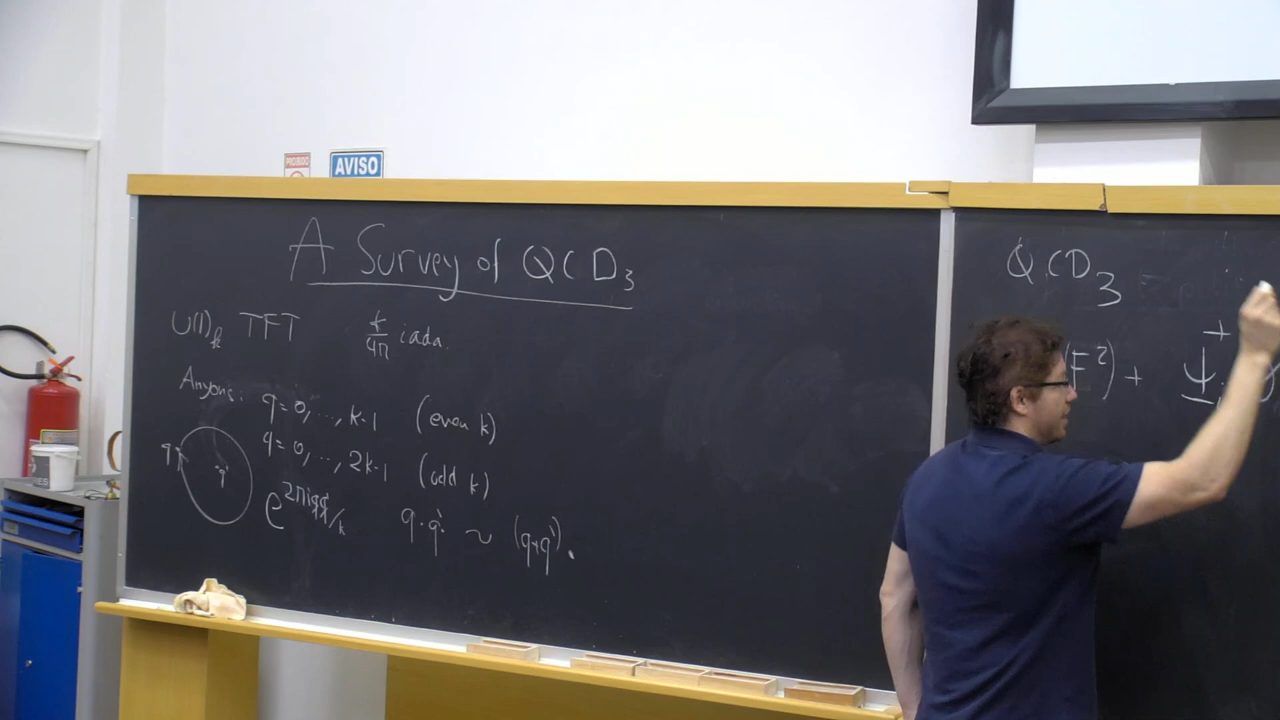 PROIBIDO
AVISO
A Survey of QCD₃
U(1)ₖ TFT k/4π ∫ada.
Anyons: q=0,...,k-1 (even k)
q=0,...,2k-1 (odd k)
q q'
e^{2πiqq'/k} q·q' ~ (q+q').
QCD₃
F²) + ψ†